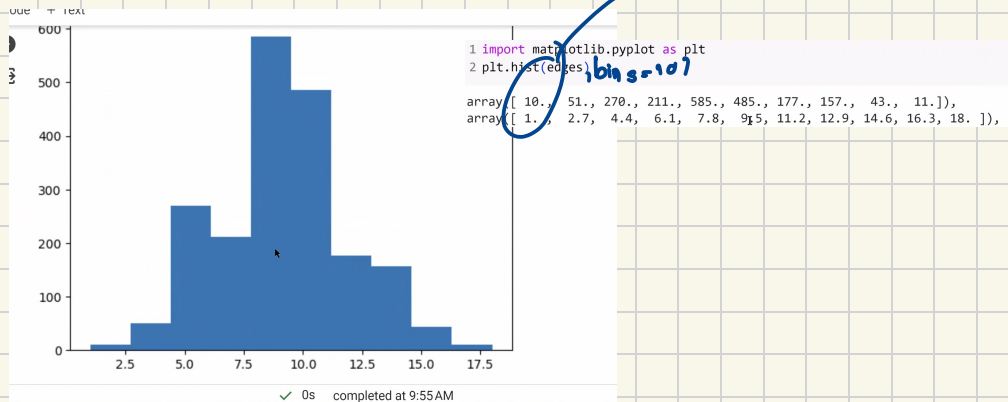 ode + Text
600
500
400
300
200
100
0
2.5 5.0 7.5 10.0 12.5 15.0 17.5
0s completed at 9:55 AM
1 import matplotlib.pyplot as plt
2 plt.hist(edges) , bins=10)
array([ 10., 51., 270., 211., 585., 485., 177., 157., 43., 11.]),
array([ 1. , 2.7, 4.4, 6.1, 7.8, 9.5, 11.2, 12.9, 14.6, 16.3, 18. ]),